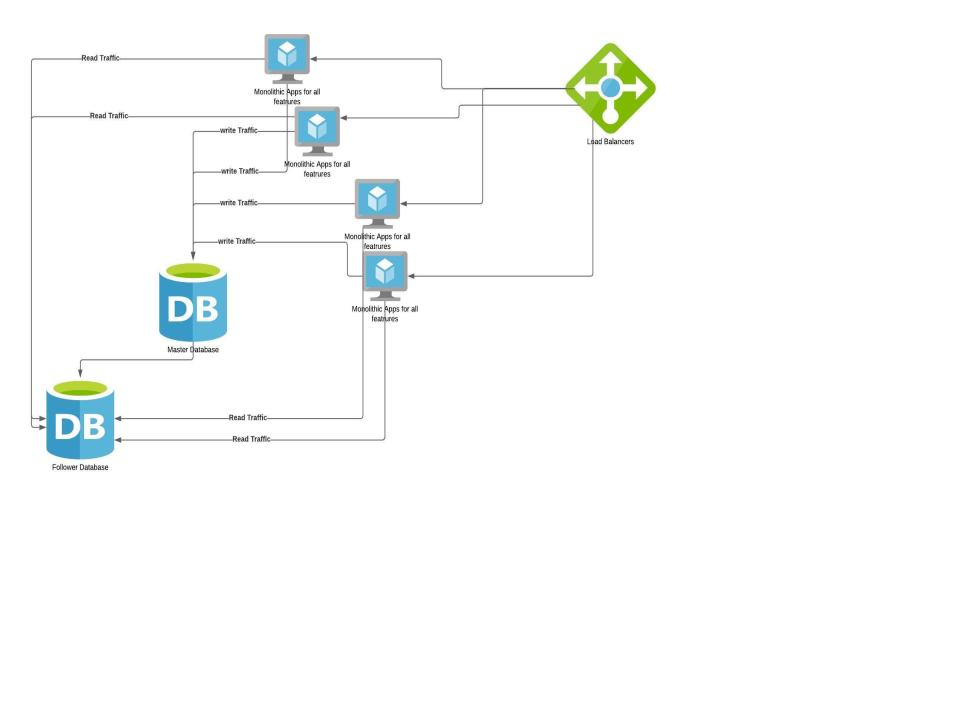 Read Traffic
Monolithic Apps for all
featrures
Read Traffic
write Traffic
Load Balancers
Monolithic Apps for all
featrures
write Traffic
write Traffic
Monolithic Apps for all
featrures
write Traffic
DB
Monolithic Apps for all
featrures
Master Database
DB
Read Traffic
Read Traffic
Follower Database